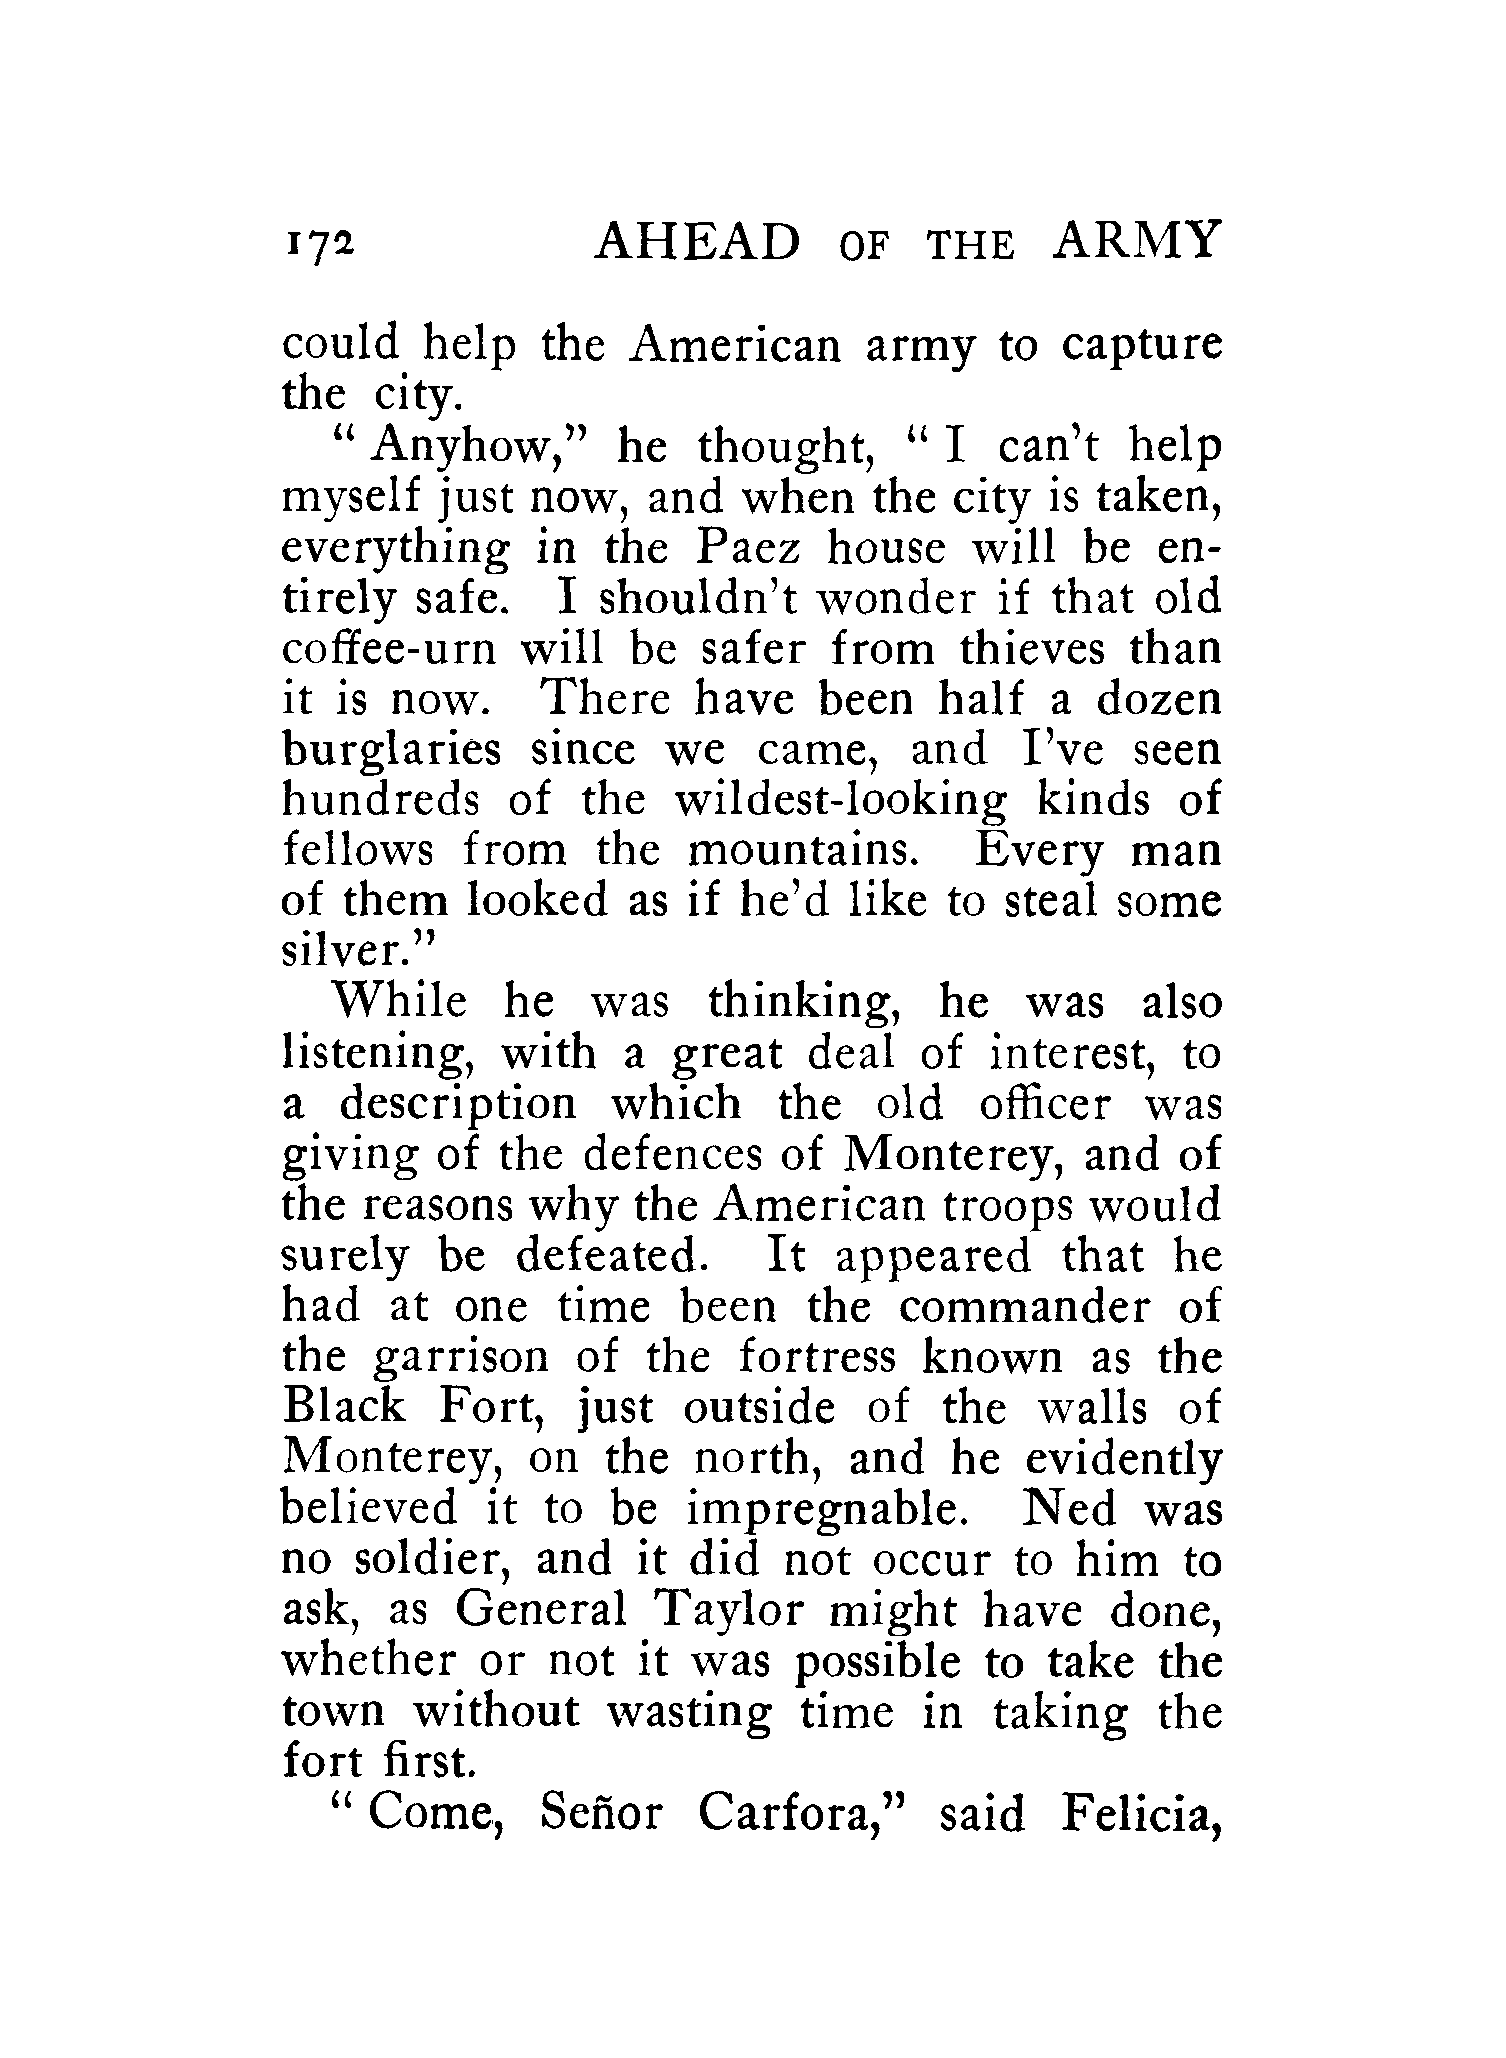 172 AHEAD OF THE ARMY
could help the American army to capture
the city.
" Anyhow," he thought, " I can't help
myself just now, and when the city is taken,
everything in the Paez house will be en-
tirely safe. I shouldn't wonder if that old
coffee-urn will be safer from thieves than
it is now. There have been half a dozen
burglaries since we came, and I've seen
hundreds of the wildest-looking kinds of
fellows from the mountains. Every man
of them looked as if he'd like to steal some
silver."
While he was thinking, he was also
listening, with a great deal of interest, to
a description which the old officer was
giving of the defences of Monterey, and of
the reasons why the American troops would
surely be defeated. It appeared that he
had at one time been the commander of
the garrison of the fortress known as the
Black Fort, just outside of the walls of
Monterey, on the north, and he evidently
believed it to be impregnable. Ned was
no soldier, and it did not occur to him to
ask, as General Taylor might have done,
whether or not it was possible to take the
town without wasting time in taking the
fort first.
" Come, Señor Carfora," said Felicia,